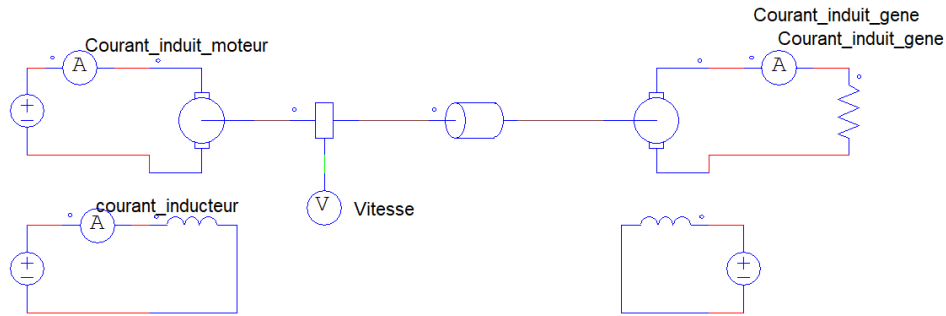 Courant_induit_gene
Courant_induit_moteur
Courant_induit_gene
A
A
courant_inducteur
A
V
Vitesse